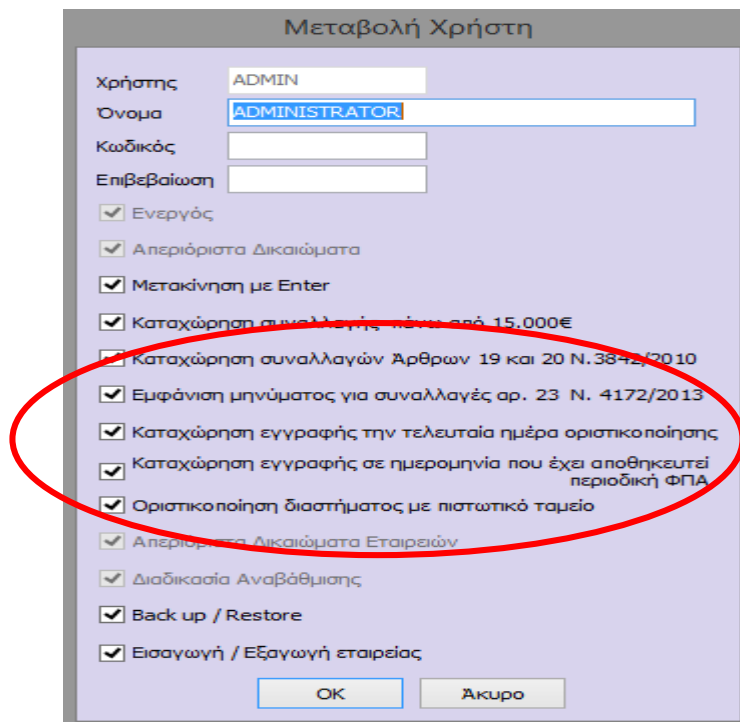 Μεταβολή Χρήστη
Χρήστης ADMIN
Όνομα ADMINISTRATOR
Κωδικός
Επιβεβαίωση
Ενεργός
Απεριόριστα Δικαιώματα
Μετακίνηση με Enter
Καταχώρηση συναλλαγής πάνω από 15.000€
Καταχώρηση συναλλαγών Άρθρων 19 και 20 Ν.3842/2010
Εμφάνιση μηνύματος για συναλλαγές αρ. 23 Ν. 4172/2013
Καταχώρηση εγγραφής την τελευταία ημέρα οριστικοποίησης
Καταχώρηση εγγραφής σε ημερομηνία που έχει αποθηκευτεί
περιοδική ΦΠΑ
Οριστικοποίηση διαστήματος με πιστωτικό ταμείο
Απεριόριστα Δικαιώματα Εταιρειών
Διαδικασία Αναβάθμισης
Back up / Restore
Εισαγωγή / Εξαγωγή εταιρείας
OK Άκυρο